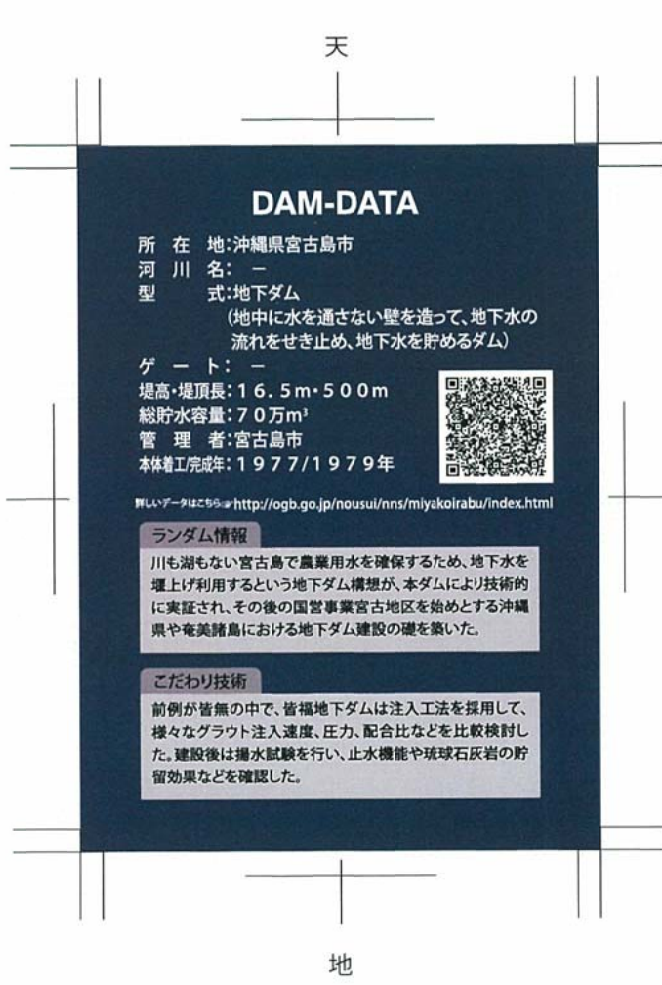 天
DAM-DATA
所在地:沖縄県宮古島市
河川名: －
型式:地下ダム
(地中に水を通さない壁を造って、地下水の
流れをせき止め、地下水を貯めるダム)
ゲート: －
堤高・堤頂長:16.5m・500m
総貯水容量:70万m³
管理者:宮古島市
本体着工/完成年:1977/1979年
詳しいデータはこちら☞http://ogb.go.jp/nousui/nns/miyakoirabu/index.html
ランダム情報
川も湖もない宮古島で農業用水を確保するため、地下水を
堰上げ利用するという地下ダム構想が、本ダムにより技術的
に実証され、その後の国営事業宮古地区を始めとする沖縄
県や奄美諸島における地下ダム建設の礎を築いた。
こだわり技術
前例が皆無の中で、皆福地下ダムは注入工法を採用して、
様々なグラウト注入速度、圧力、配合比などを比較検討し
た。建設後は揚水試験を行い、止水機能や琉球石灰岩の貯
留効果などを確認した。
地